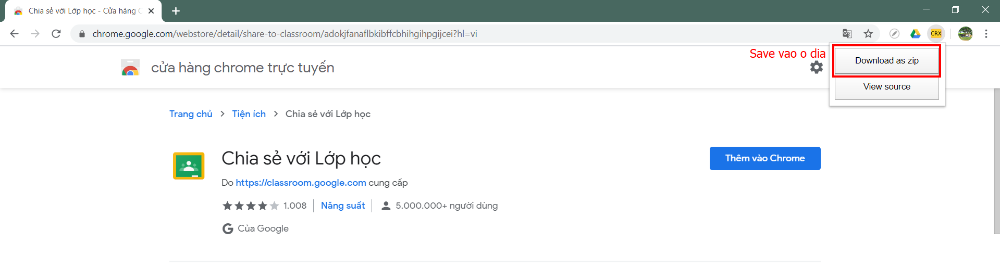 Chia sẻ với Lớp học - Cửa hàng C
chrome.google.com/webstore/detail/share-to-classroom/adokjfanaflbkibffcbhihgihpgijcei?hl=vi
CRX
Save vao o dia
Download as zip
cửa hàng chrome trực tuyến
View source
Trang chủ > Tiện ích > Chia sẻ với Lớp học
Chia sẻ với Lớp học
Thêm vào Chrome
Do https://classroom.google.com cung cấp
1.008 Năng suất 5.000.000+ người dùng
G Của Google